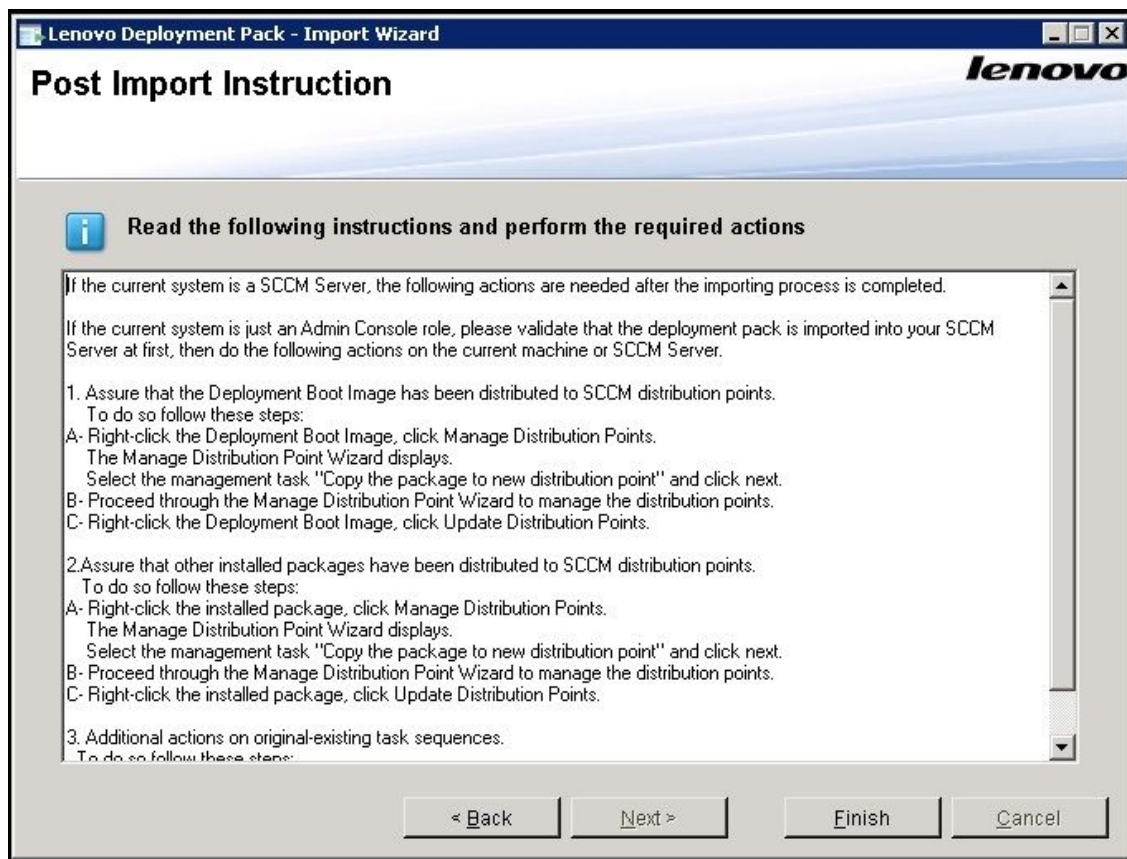 Lenovo Deployment Pack - Import Wizard
Post Import Instruction
lenovo
Read the following instructions and perform the required actions
If the current system is a SCCM Server, the following actions are needed after the importing process is completed.
If the current system is just an Admin Console role, please validate that the deployment pack is imported into your SCCM
Server at first, then do the following actions on the current machine or SCCM Server.
1. Assure that the Deployment Boot Image has been distributed to SCCM distribution points.
To do so follow these steps:
A- Right-click the Deployment Boot Image, click Manage Distribution Points.
The Manage Distribution Point Wizard displays.
Select the management task "Copy the package to new distribution point" and click next.
B- Proceed through the Manage Distribution Point Wizard to manage the distribution points.
C- Right-click the Deployment Boot Image, click Update Distribution Points.
2.Assure that other installed packages have been distributed to SCCM distribution points.
To do so follow these steps:
A- Right-click the installed package, click Manage Distribution Points.
The Manage Distribution Point Wizard displays.
Select the management task "Copy the package to new distribution point" and click next.
B- Proceed through the Manage Distribution Point Wizard to manage the distribution points.
C- Right-click the installed package, click Update Distribution Points.
3. Additional actions on original-existing task sequences.
To do so follow these steps:
< Back
Next >
Finish
Cancel